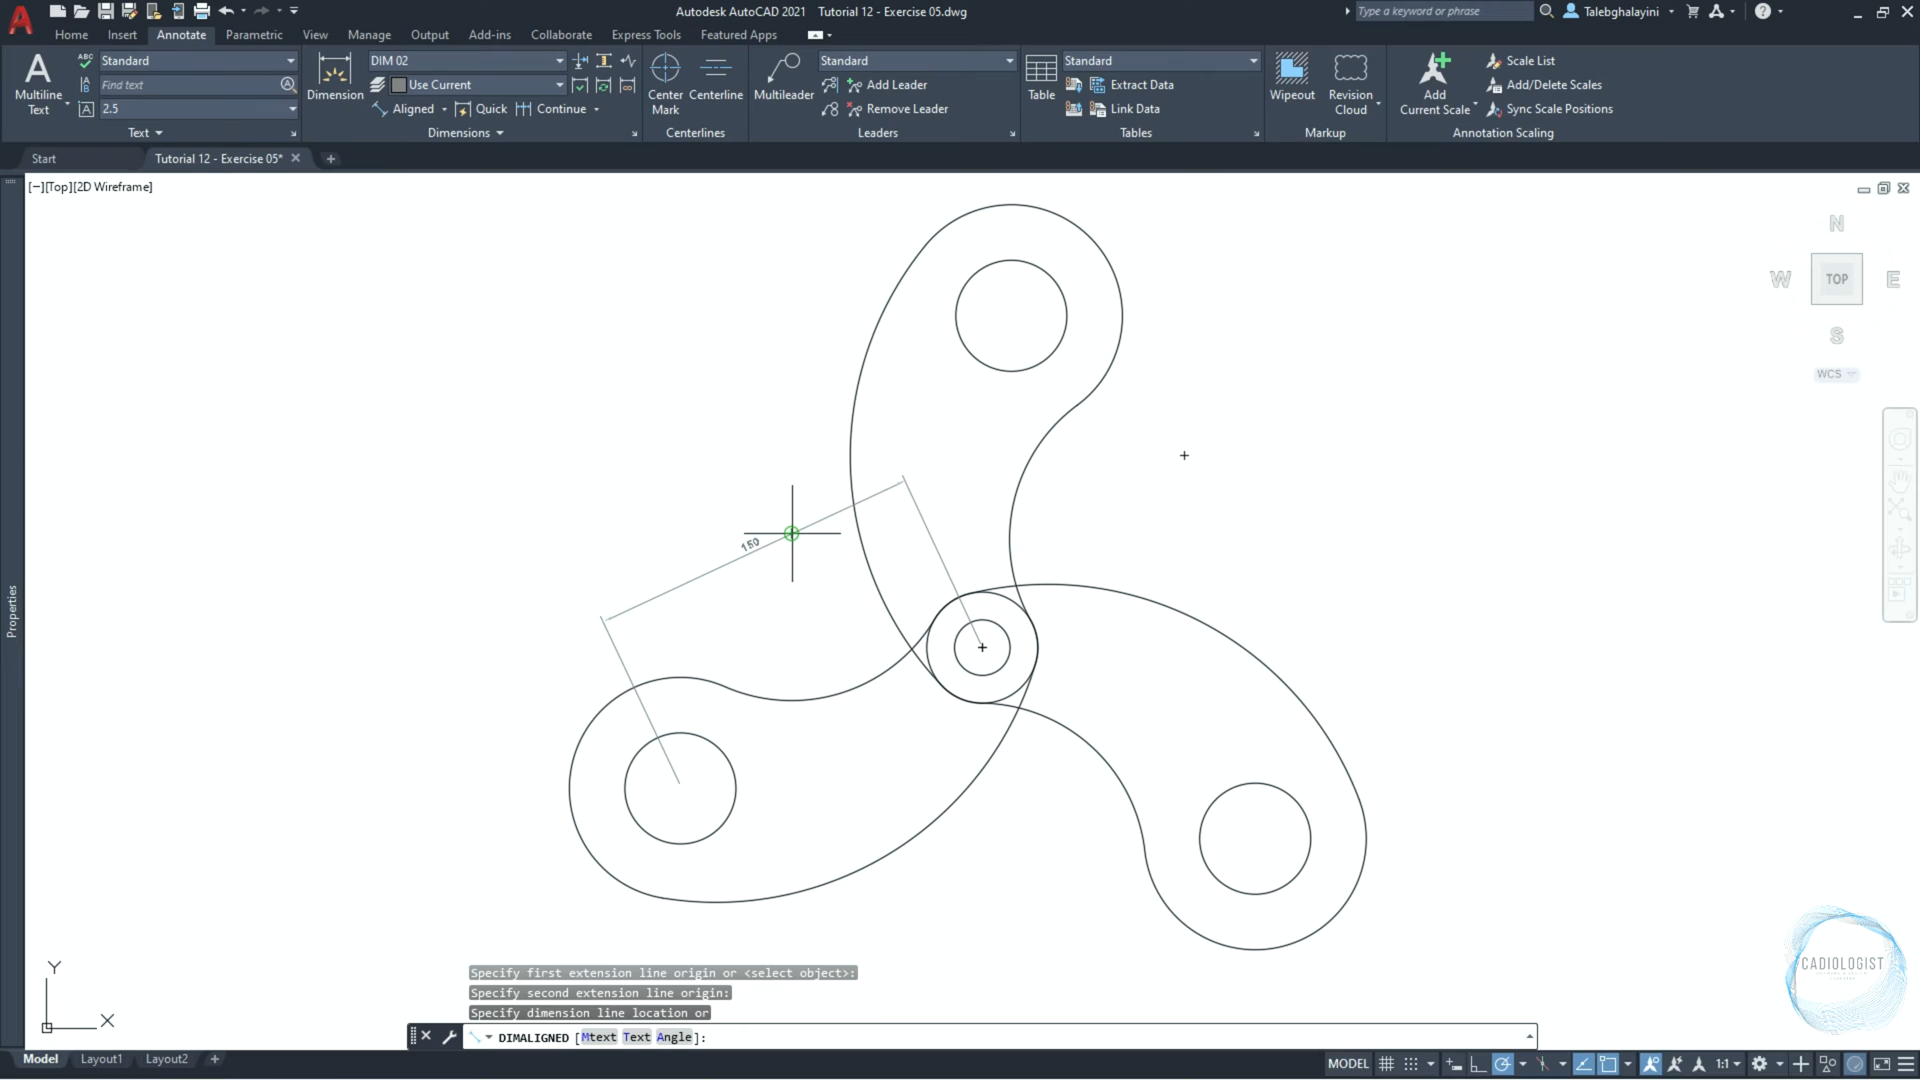 Autodesk AutoCAD 2021 Tutorial 12 - Exercise 05.dwg
Type a keyword or phrase
Talebghalayini
Home Insert Annotate Parametric View Manage Output Add-ins Collaborate Express Tools Featured Apps
Multiline Text
ABC
Standard
Find text
2.5
Text
Dimension
DIM 02
Use Current
Aligned Quick Continue
Dimensions
Center Mark
Centerline
Centerlines
Multileader
Standard
Add Leader
Remove Leader
Leaders
Table
Standard
Extract Data
Link Data
Tables
Wipeout
Revision Cloud
Markup
Add Current Scale
Scale List
Add/Delete Scales
Sync Scale Positions
Annotation Scaling
Start
Tutorial 12 - Exercise 05*
[−][Top][2D Wireframe]
N
W TOP E
S
WCS
150
Properties
Y
X
CADIOLOGIST
Specify first extension line origin or <select object>:
Specify second extension line origin:
Specify dimension line location or
DIMALIGNED [Mtext Text Angle]:
Model Layout1 Layout2
MODEL
1:1